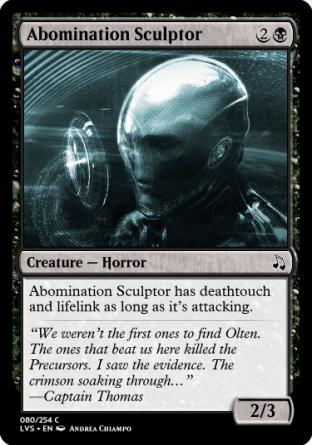 Abomination Sculptor 2
Creature — Horror
Abomination Sculptor has deathtouch
and lifelink as long as it's attacking.
"We weren't the first ones to find Olten.
The ones that beat us here killed the
Precursors. I saw the evidence. The
crimson soaking through…"
—Captain Thomas
2/3
080/254 C
LVS • EN Andrea Chiampo